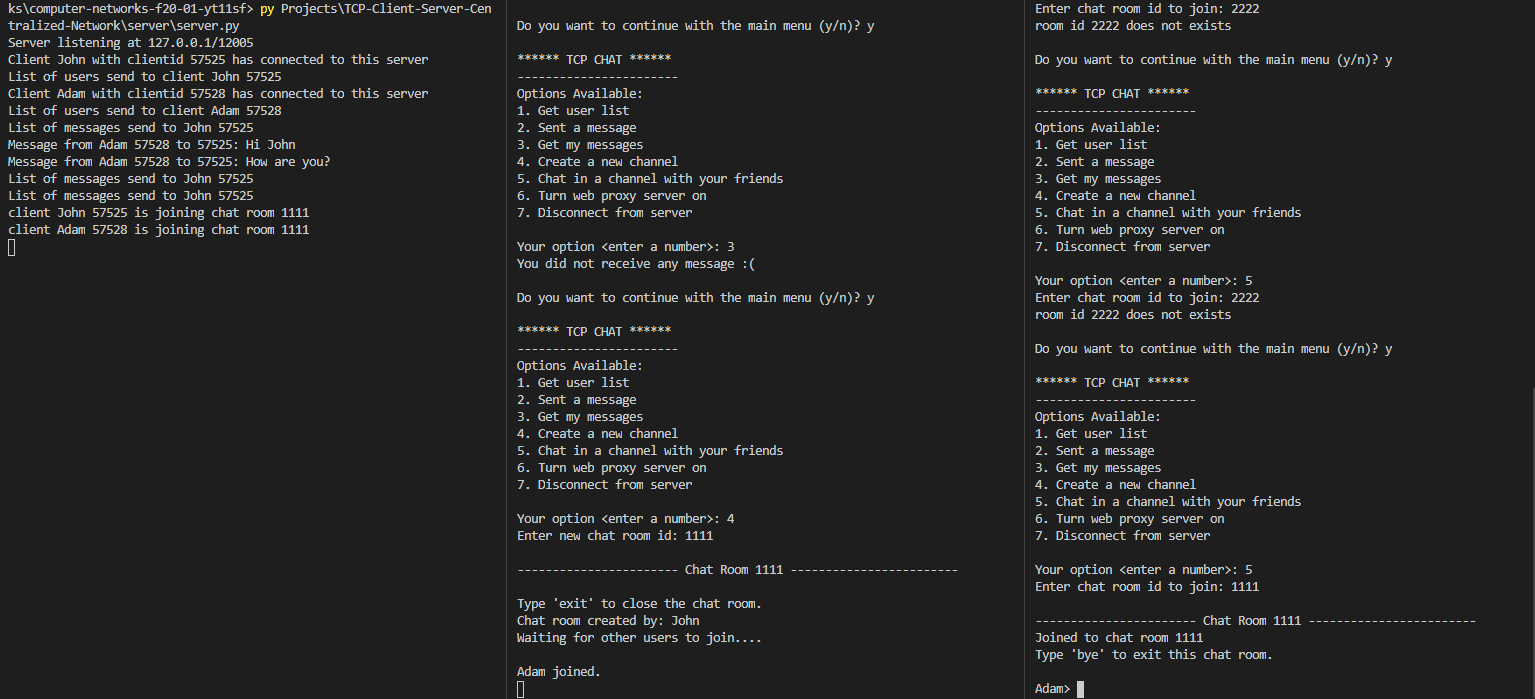 ks\computer-networks-f20-01-yt11sf> py Projects\TCP-Client-Server-Cen
tralized-Network\server\server.py
Server listening at 127.0.0.1/12005
Client John with clientid 57525 has connected to this server
List of users send to client John 57525
Client Adam with clientid 57528 has connected to this server
List of users send to client Adam 57528
List of messages send to John 57525
Message from Adam 57528 to 57525: Hi John
Message from Adam 57528 to 57525: How are you?
List of messages send to John 57525
List of messages send to John 57525
client John 57525 is joining chat room 1111
client Adam 57528 is joining chat room 1111
Do you want to continue with the main menu (y/n)? y
****** TCP CHAT ******
-----------------------
Options Available:
1. Get user list
2. Sent a message
3. Get my messages
4. Create a new channel
5. Chat in a channel with your friends
6. Turn web proxy server on
7. Disconnect from server
Your option <enter a number>: 3
You did not receive any message :(
Do you want to continue with the main menu (y/n)? y
****** TCP CHAT ******
-----------------------
Options Available:
1. Get user list
2. Sent a message
3. Get my messages
4. Create a new channel
5. Chat in a channel with your friends
6. Turn web proxy server on
7. Disconnect from server
Your option <enter a number>: 4
Enter new chat room id: 1111
----------------------- Chat Room 1111 ------------------------
Type 'exit' to close the chat room.
Chat room created by: John
Waiting for other users to join....
Adam joined.
Enter chat room id to join: 2222
room id 2222 does not exists
Do you want to continue with the main menu (y/n)? y
****** TCP CHAT ******
-----------------------
Options Available:
1. Get user list
2. Sent a message
3. Get my messages
4. Create a new channel
5. Chat in a channel with your friends
6. Turn web proxy server on
7. Disconnect from server
Your option <enter a number>: 5
Enter chat room id to join: 2222
room id 2222 does not exists
Do you want to continue with the main menu (y/n)? y
****** TCP CHAT ******
-----------------------
Options Available:
1. Get user list
2. Sent a message
3. Get my messages
4. Create a new channel
5. Chat in a channel with your friends
6. Turn web proxy server on
7. Disconnect from server
Your option <enter a number>: 5
Enter chat room id to join: 1111
----------------------- Chat Room 1111 ------------------------
Joined to chat room 1111
Type 'bye' to exit this chat room.
Adam>